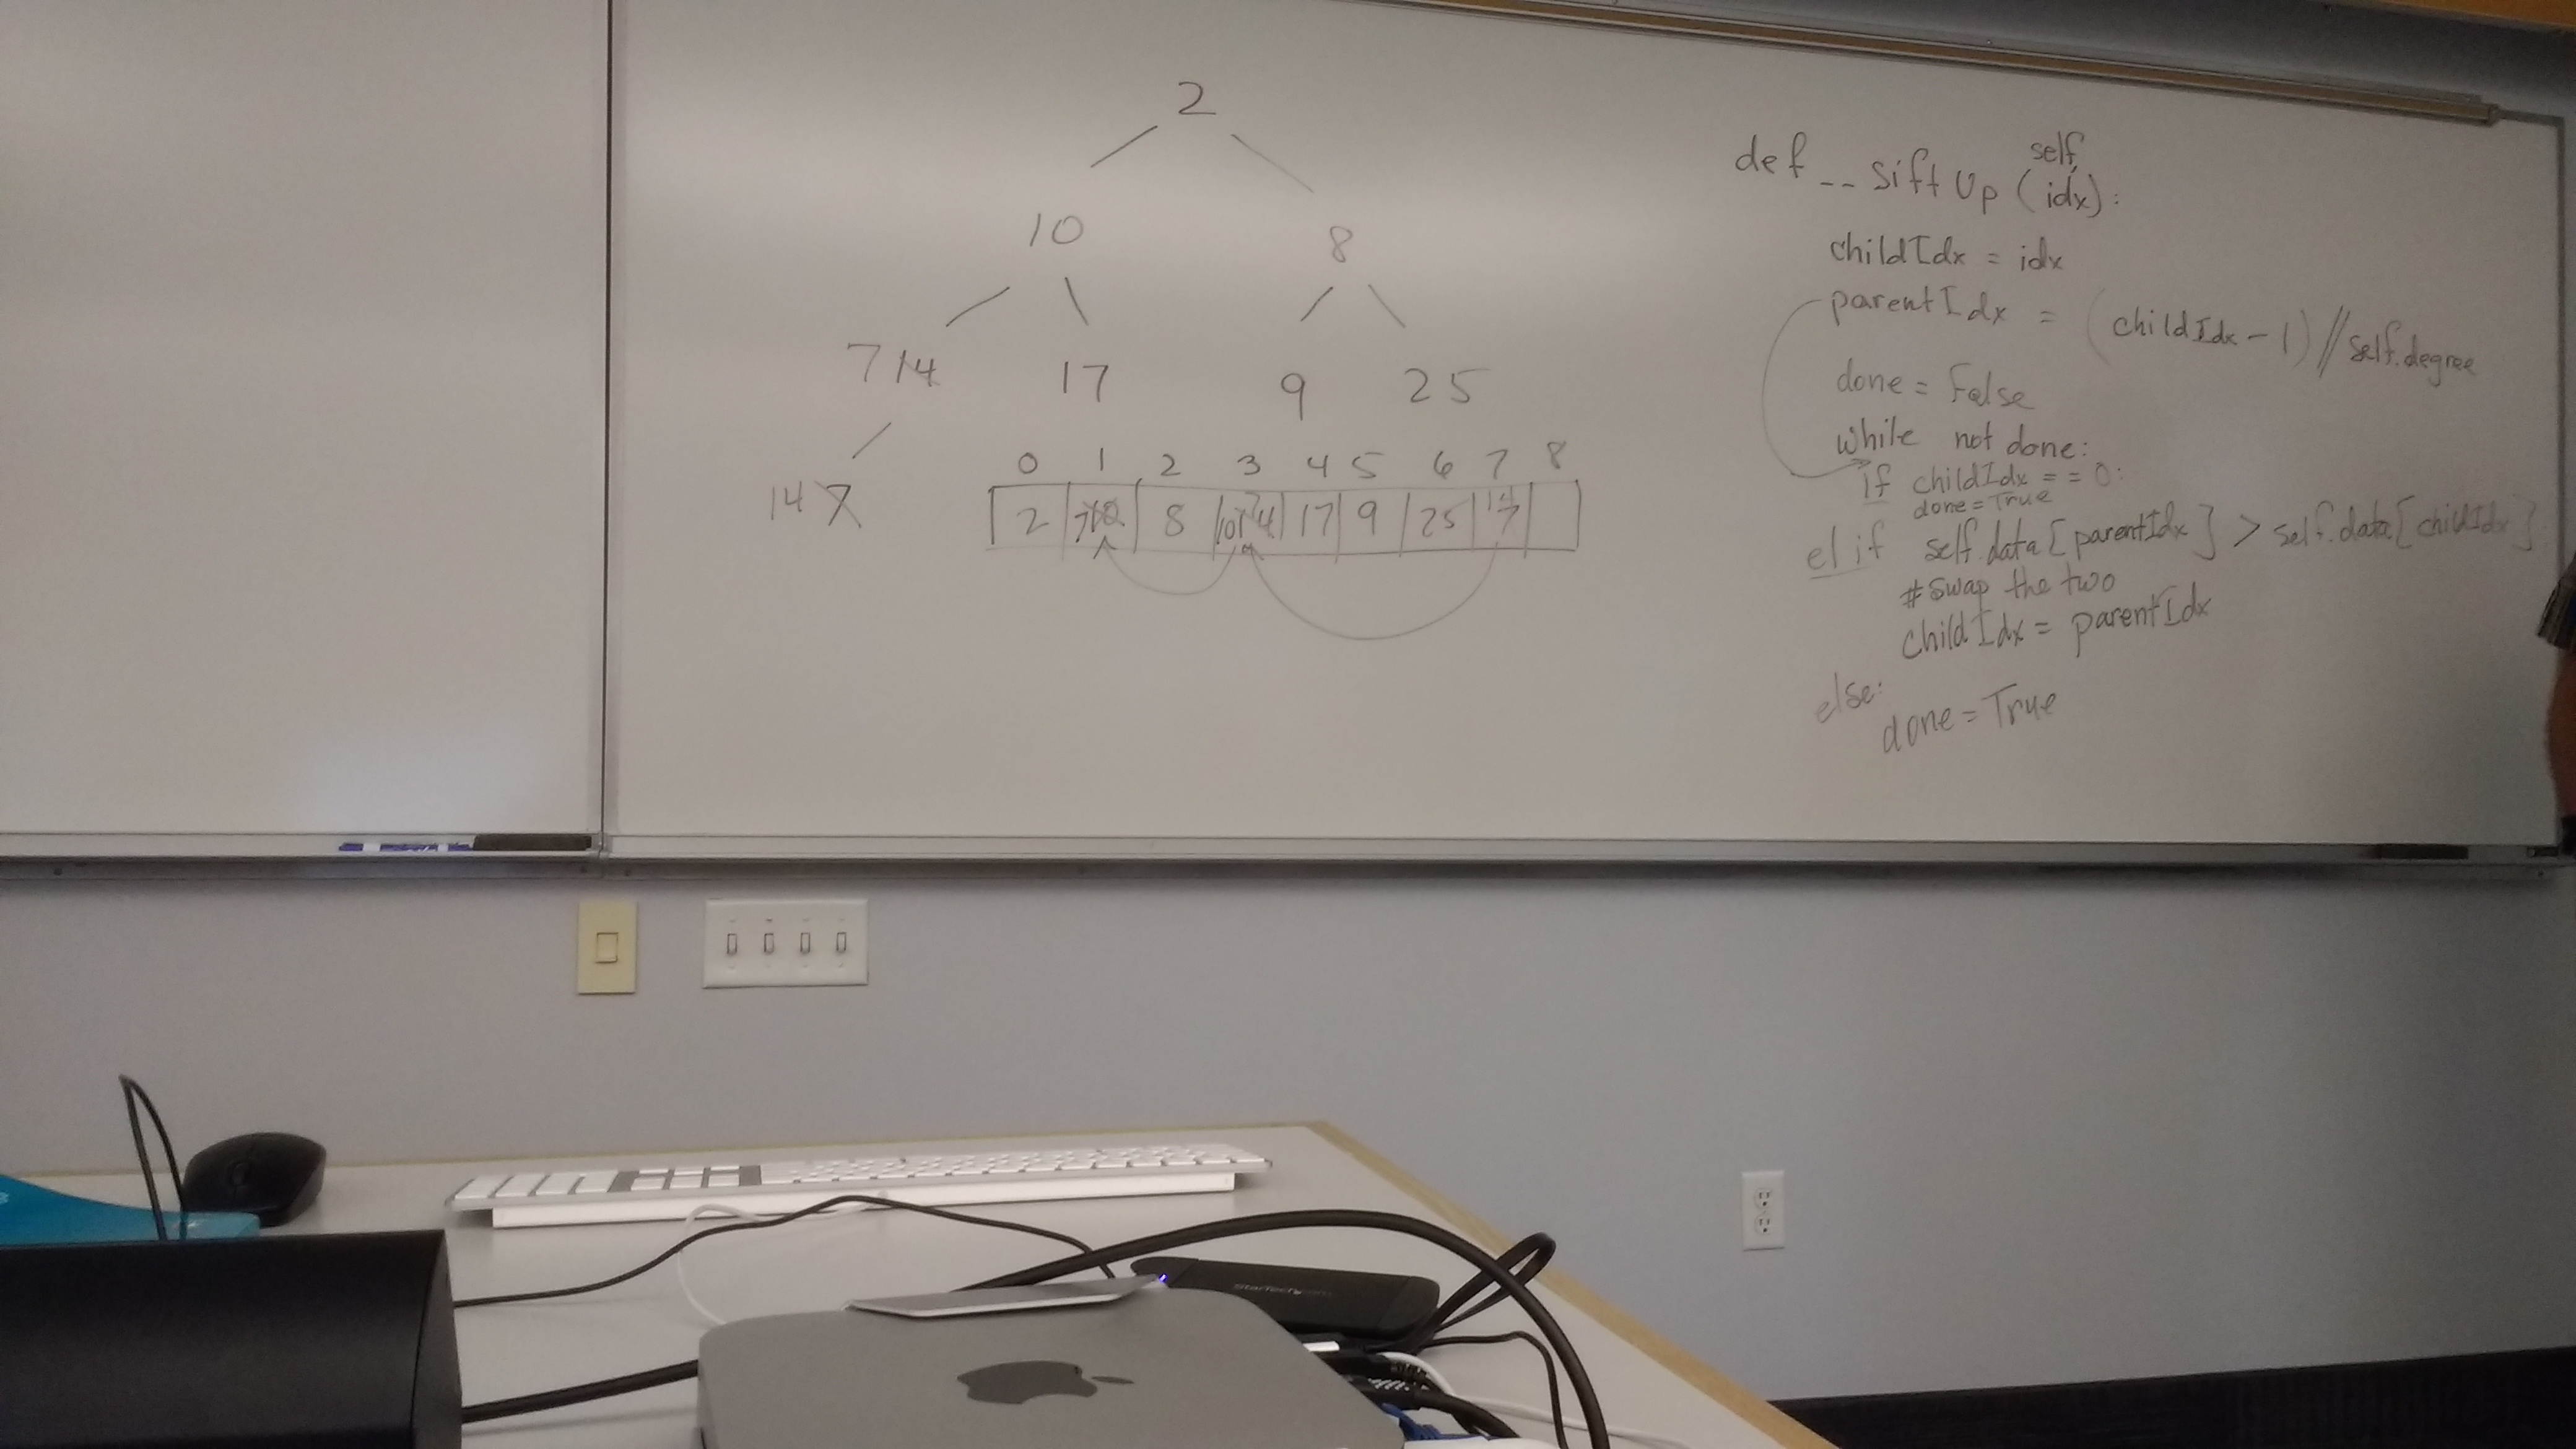 2
10 8
7 14 17 9 25
14 7
0 1 2 3 4 5 6 7 8
2 7 10 8 10 7 14 17 9 25 14 7
def __siftUp(self, idx):
childIdx = idx
parentIdx = (childIdx-1)//self.degree
done = False
while not done:
if childIdx == 0:
done=True
elif self.data[parentIdx] > self.data[childIdx]
#swap the two
childIdx = parentIdx
else:
done = True
StarTech.com